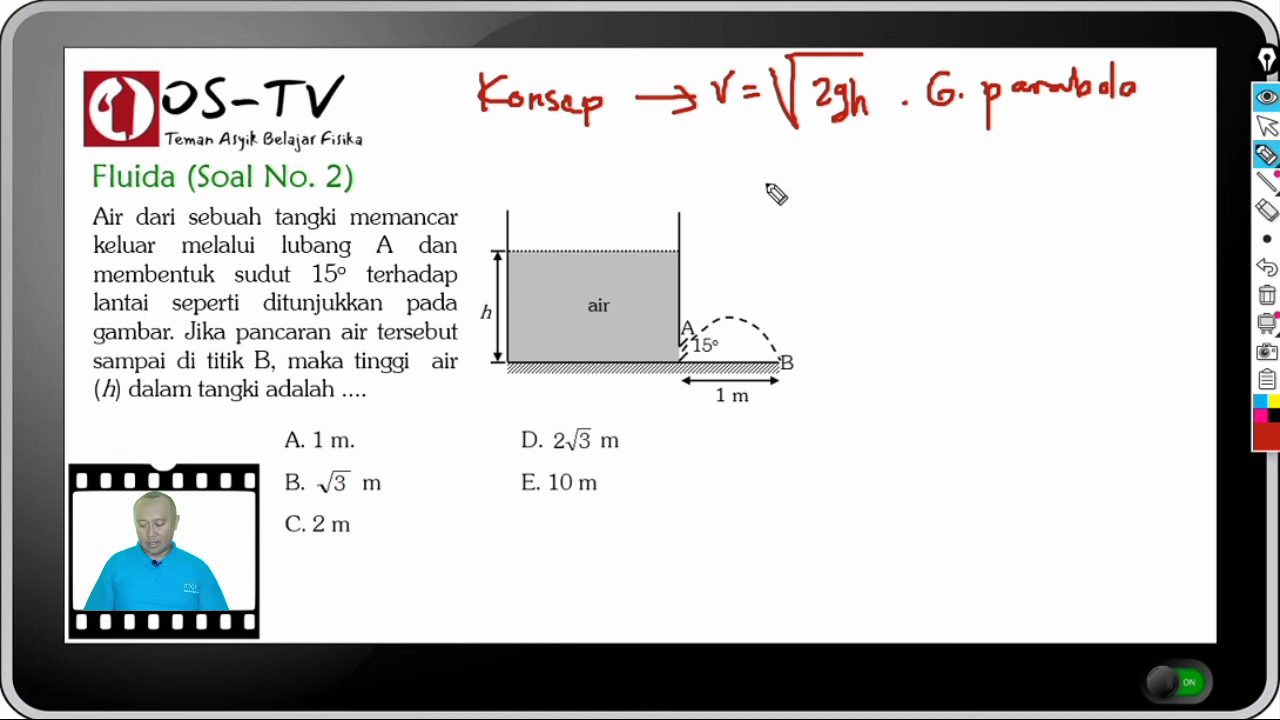 OS-TV
Teman Asyik Belajar Fisika
Konsep → v = √2gh . G. parabola
Fluida (Soal No. 2)
Air dari sebuah tangki memancar
keluar melalui lubang A dan
membentuk sudut 15° terhadap
lantai seperti ditunjukkan pada
gambar. Jika pancaran air tersebut
sampai di titik B, maka tinggi air
(h) dalam tangki adalah ....
h
air
A
15°
B
1 m
A. 1 m.
B. √3 m
C. 2 m
D. 2√3 m
E. 10 m
ON